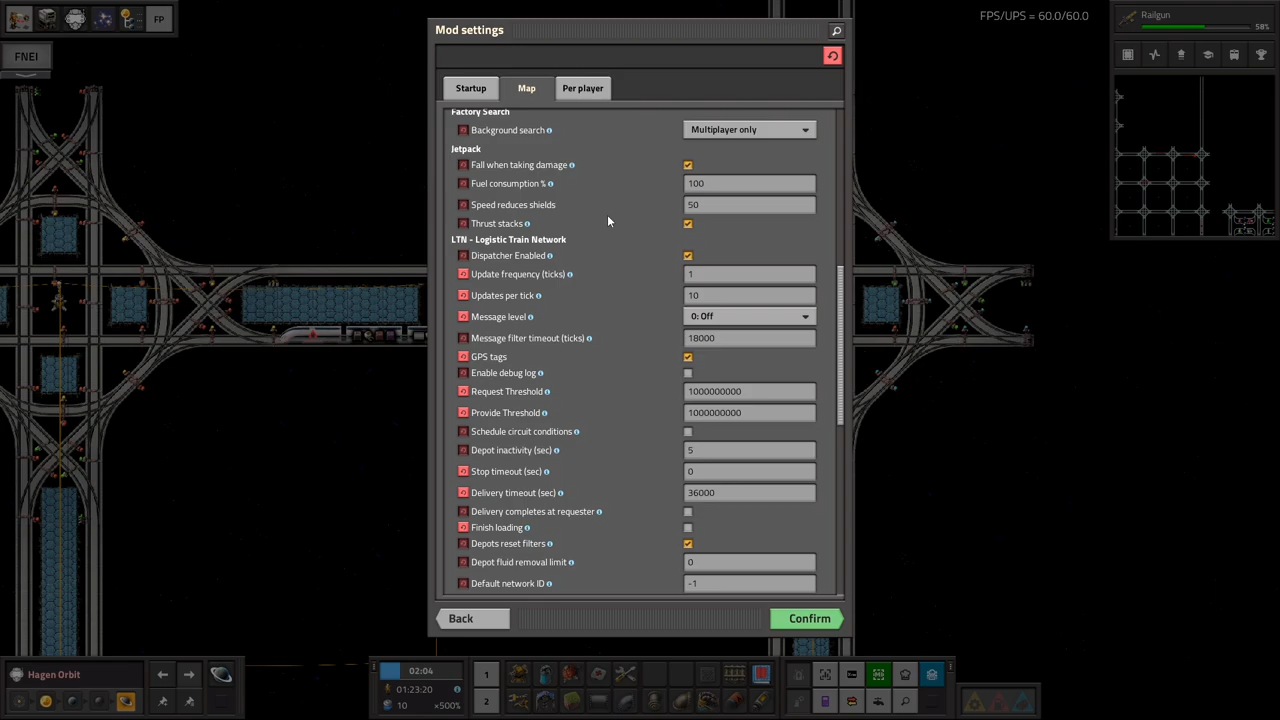 FP
FPS/UPS = 60.0/60.0
Railgun
58%
FNEI
Mod settings
Startup
Map
Per player
Factory Search
Background search
Multiplayer only
Jetpack
Fall when taking damage
Fuel consumption %
100
Speed reduces shields
50
Thrust stacks
LTN - Logistic Train Network
Dispatcher Enabled
Update frequency (ticks)
1
Updates per tick
10
Message level
0: Off
Message filter timeout (ticks)
18000
GPS tags
Enable debug log
Request Threshold
1000000000
Provide Threshold
1000000000
Schedule circuit conditions
Depot inactivity (sec)
5
Stop timeout (sec)
0
Delivery timeout (sec)
36000
Delivery completes at requester
Finish loading
Depots reset filters
Depot fluid removal limit
0
Default network ID
-1
Back
Confirm
Hagen Orbit
02:04
01:23:20
10
×500%
1
2